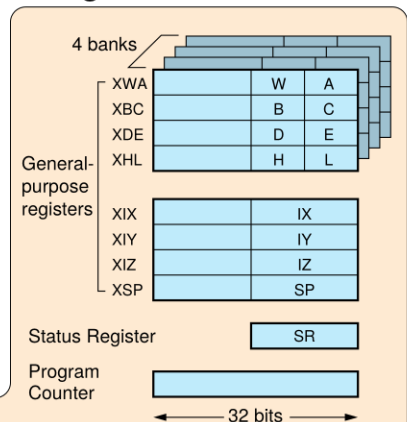 4 banks
XWA W A
XBC B C
XDE D E
XHL H L
General-
purpose
registers
XIX IX
XIY IY
XIZ IZ
XSP SP
Status Register SR
Program
Counter
32 bits